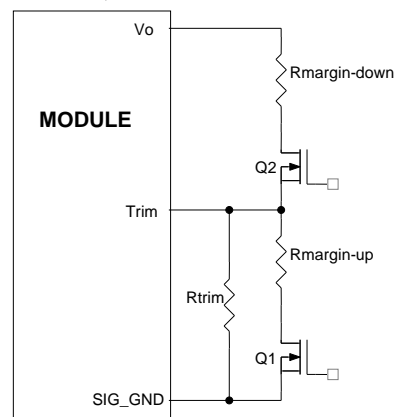 Vo
Rmargin-down
MODULE
Q2
Trim
Rmargin-up
Rtrim
Q1
SIG_GND